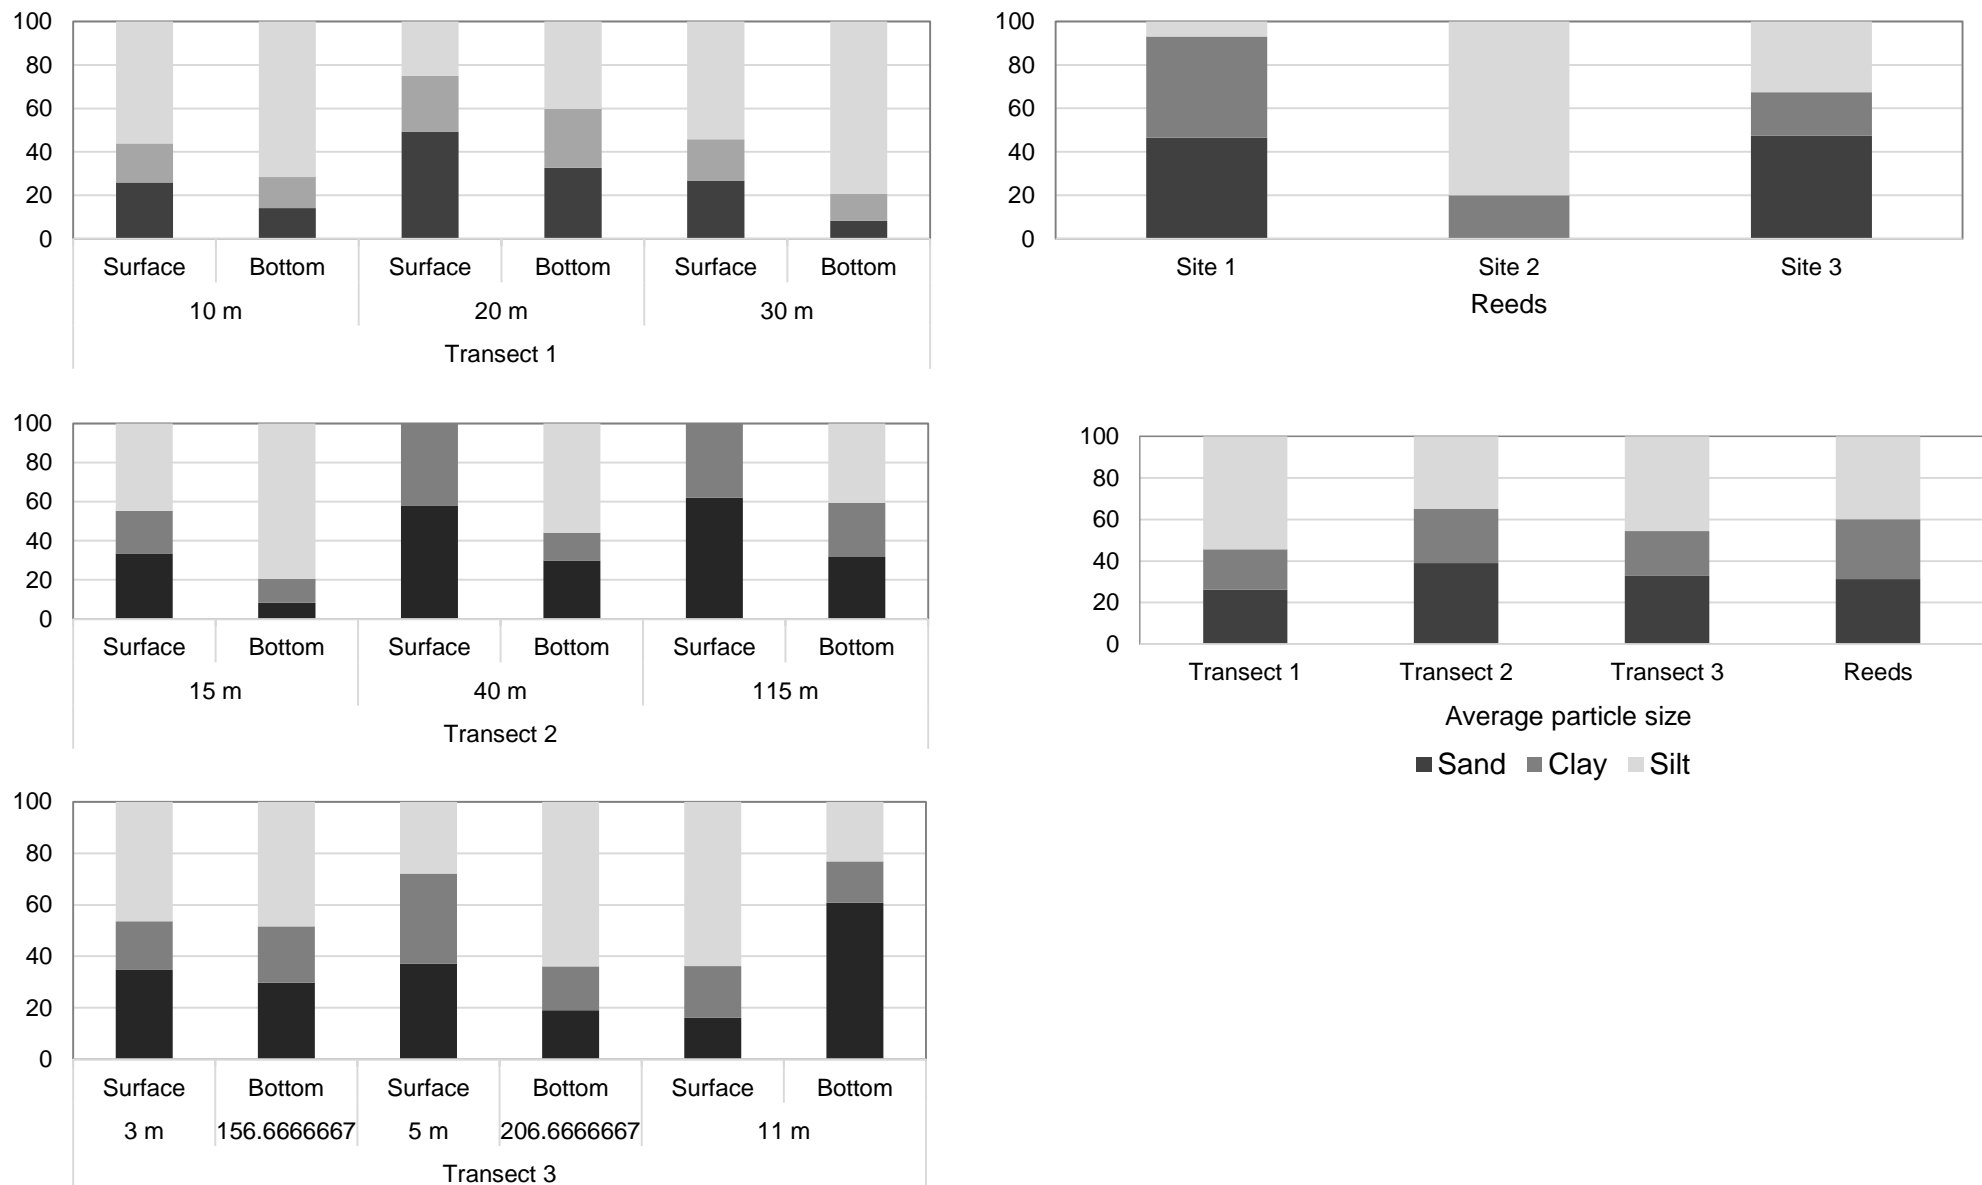 100
80
60
40
20
0
Surface Bottom Surface Bottom Surface Bottom
10 m 20 m 30 m
Transect 1
100
80
60
40
20
0
Site 1 Site 2 Site 3
Reeds
100
80
60
40
20
0
Surface Bottom Surface Bottom Surface Bottom
15 m 40 m 115 m
Transect 2
100
80
60
40
20
0
Transect 1 Transect 2 Transect 3 Reeds
Average particle size
Sand Clay Silt
100
80
60
40
20
0
Surface Bottom Surface Bottom Surface Bottom
3 m 156.6666667 5 m 206.6666667 11 m
Transect 3